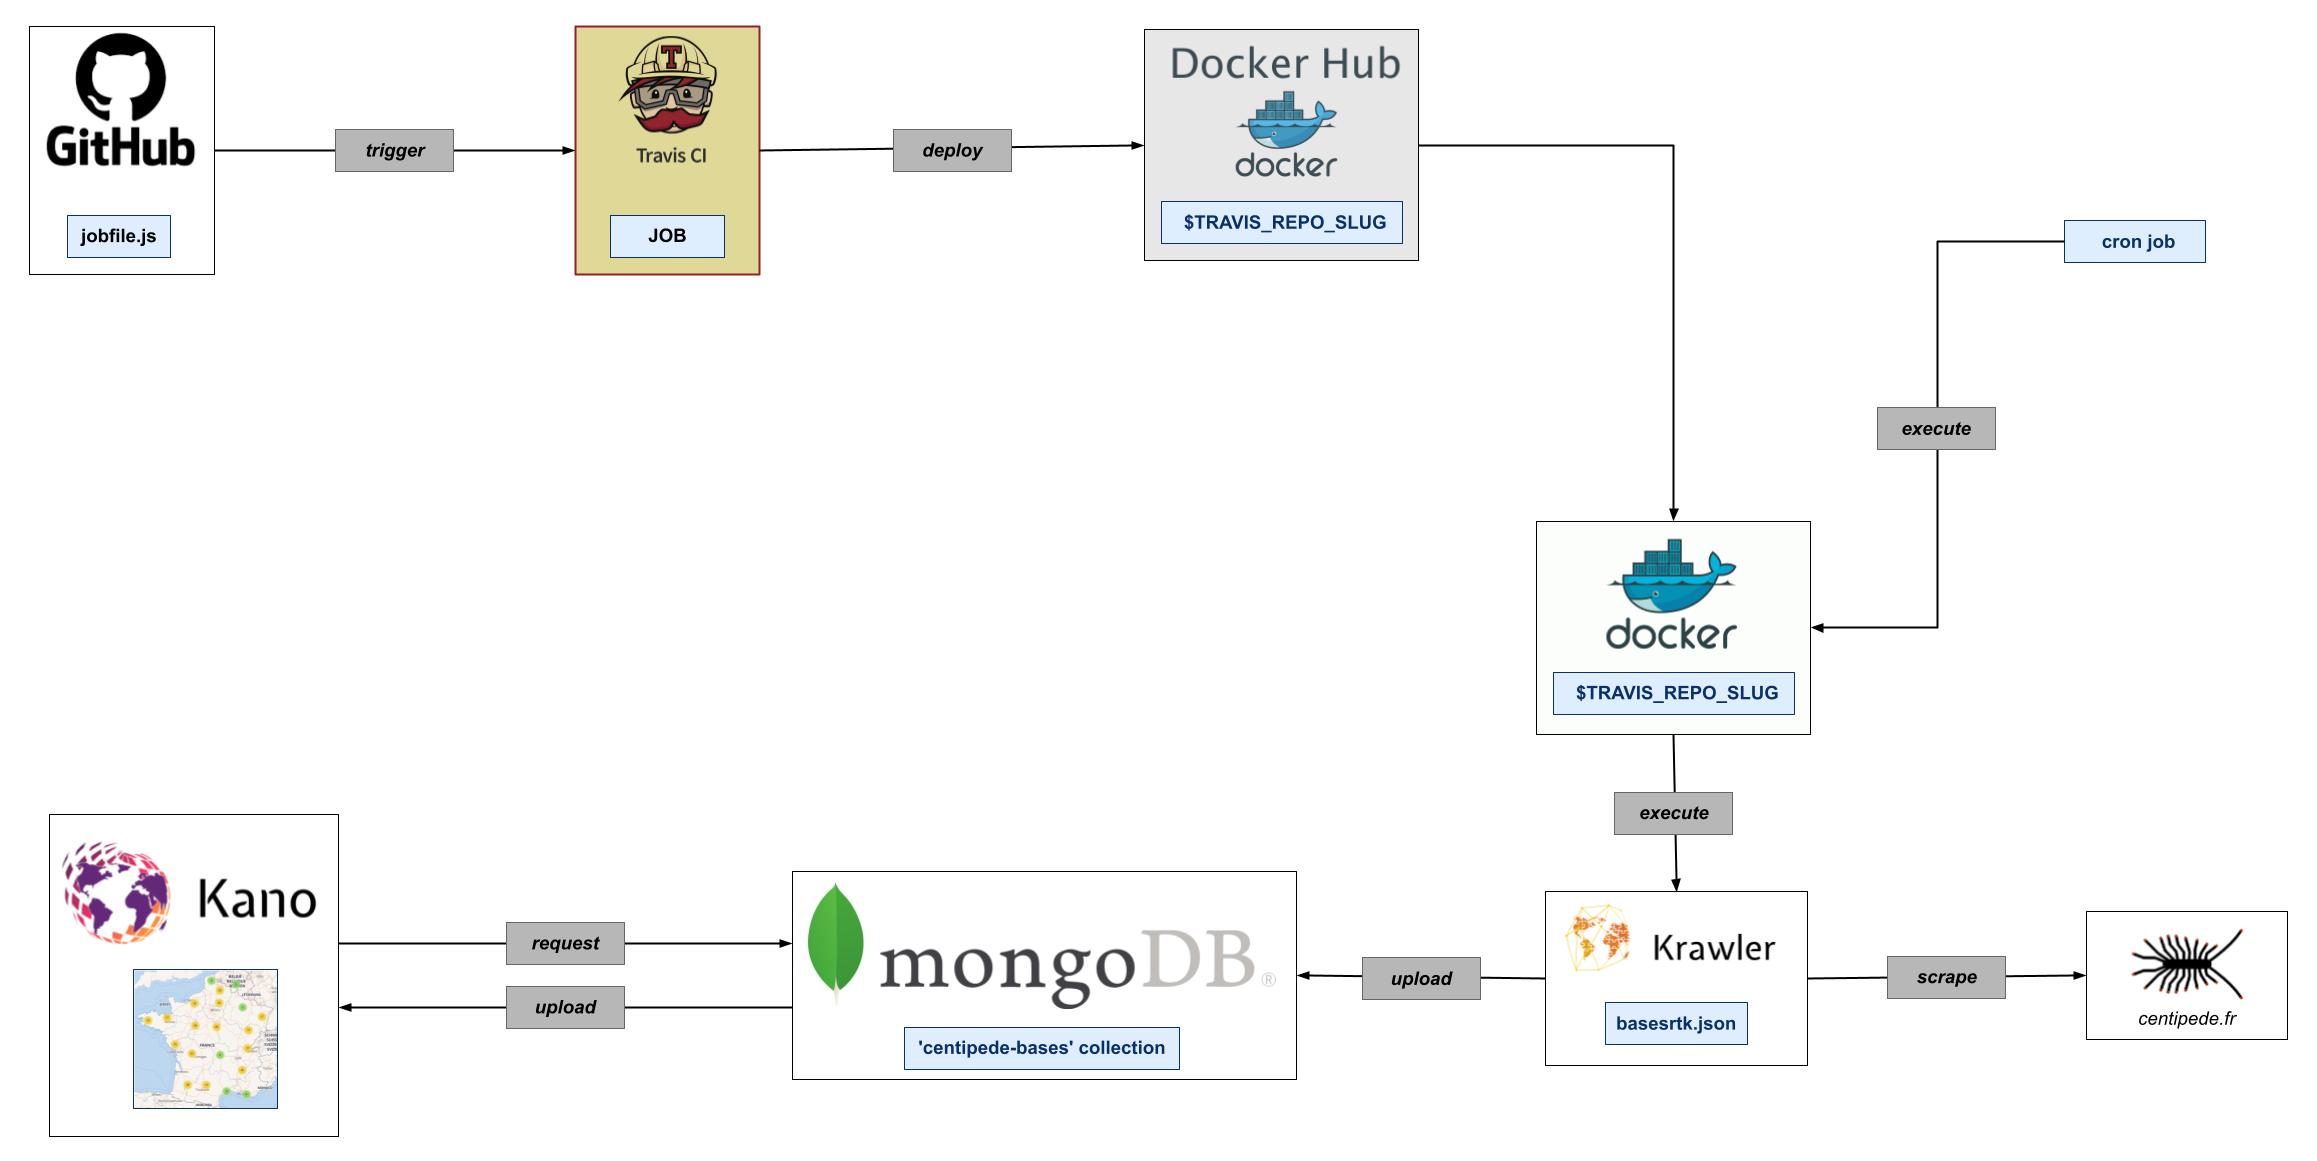 GitHub
jobfile.js
trigger
Travis CI
JOB
deploy
Docker Hub
docker
$TRAVIS_REPO_SLUG
cron job
execute
docker
$TRAVIS_REPO_SLUG
execute
Kano
FRANCE
request
upload
mongoDB®
'centipede-bases' collection
upload
Krawler
basesrtk.json
scrape
centipede.fr